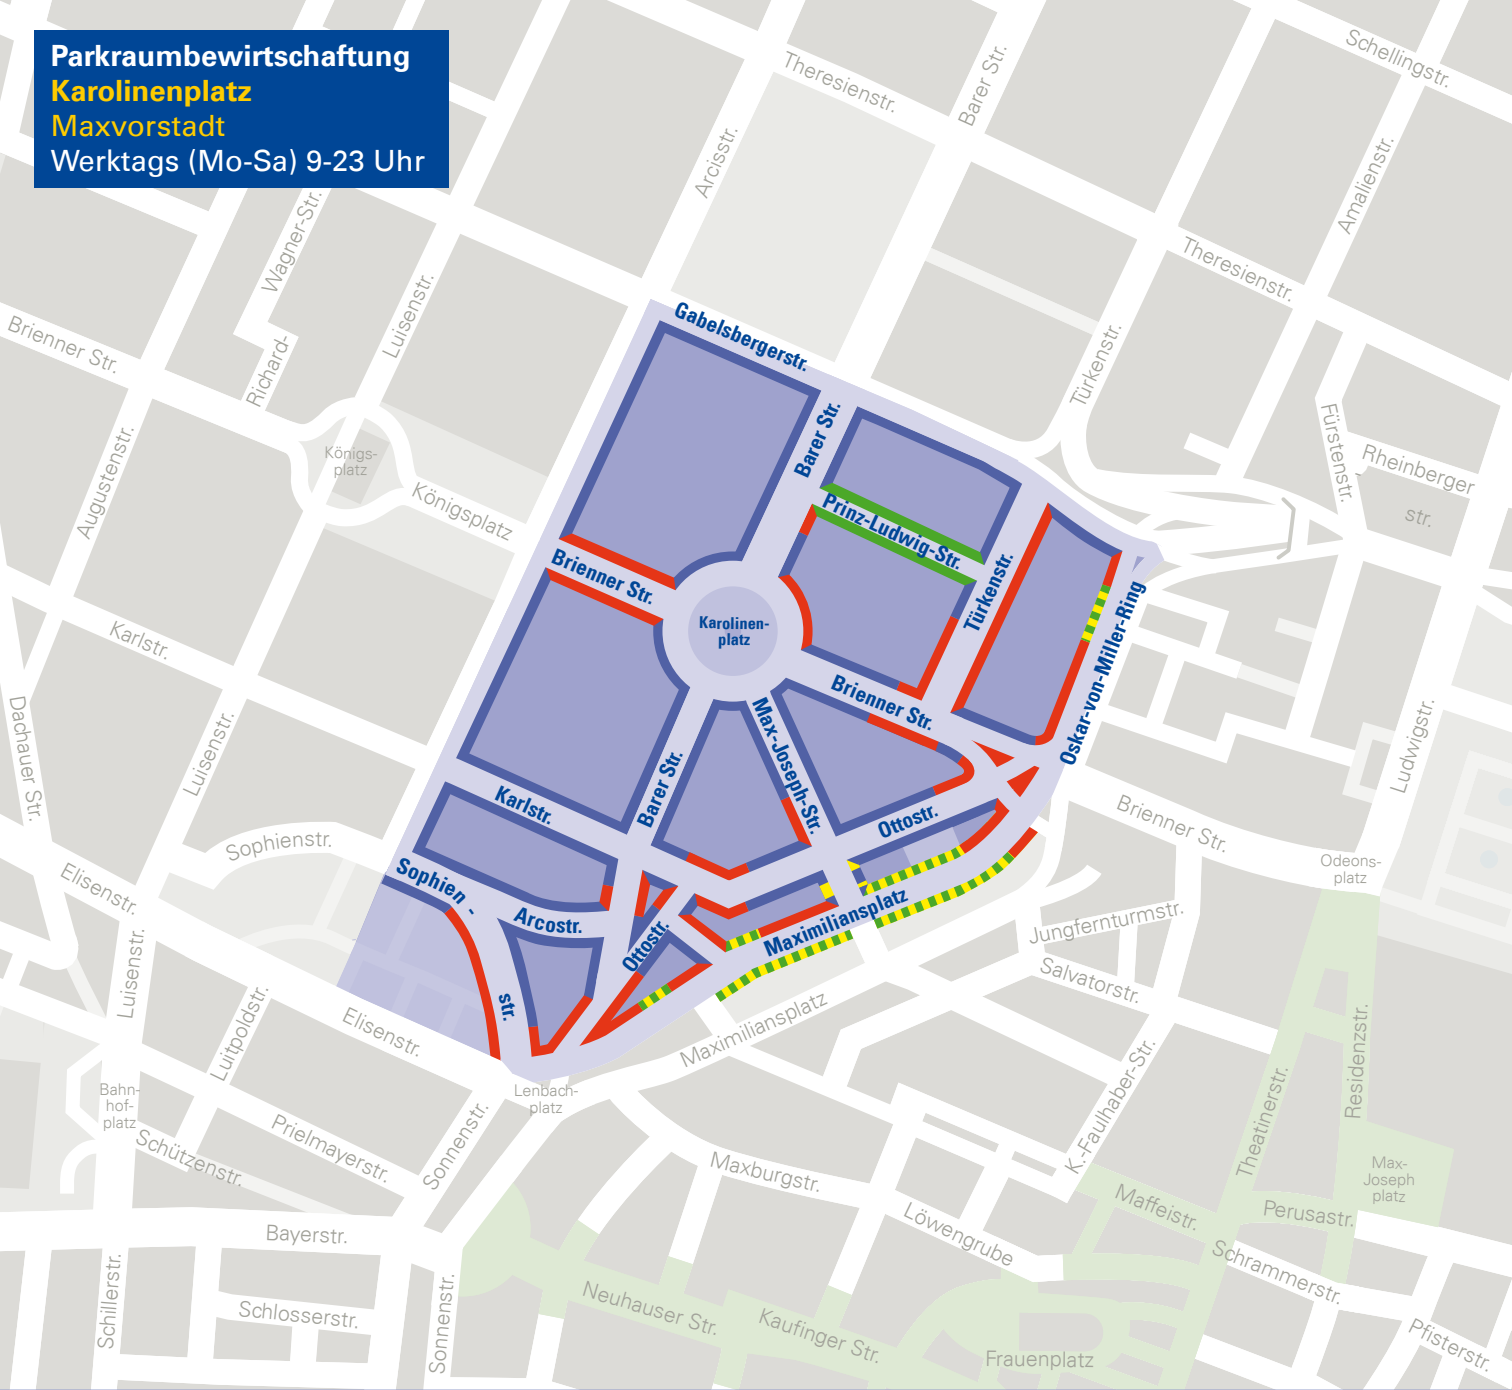 Parkraumbewirtschaftung
Karolinenplatz
Maxvorstadt
Werktags (Mo-Sa) 9-23 Uhr
Schellingstr.
Theresienstr.
Barer Str.
Arcisstr.
Amalienstr.
Wagner-Str.
Richard-
Luisenstr.
Theresienstr.
Brienner Str.
Gabelsbergerstr.
Türkenstr.
Barer Str.
Fürstenstr.
Rheinberger
str.
Königs-
platz
Augustenstr.
Königsplatz
Prinz-Ludwig-Str.
Brienner Str.
Türkenstr.
Karolinen-
platz
Oskar-von-Miller-Ring
Karlstr.
Brienner Str.
Max-Joseph-Str.
Dachauer Str.
Luisenstr.
Ludwigstr.
Barer Str.
Karlstr.
Ottostr.
Brienner Str.
Sophienstr.
Elisenstr.
Odeons-
platz
Sophien -
str.
Arcostr.
Maximiliansplatz
Jungfernturmstr.
Ottostr.
Luisenstr.
Salvatorstr.
Luitpoldstr.
Elisenstr.
Maximiliansplatz
Residenzstr.
K.-Faulhaber-Str.
Theatinerstr.
Bahn-
hof-
platz
Lenbach-
platz
Schützenstr.
Prielmayerstr.
Sonnenstr.
Maxburgstr.
Max-
Joseph
platz
Maffeistr.
Perusastr.
Löwengrube
Bayerstr.
Schrammerstr.
Schillerstr.
Schlosserstr.
Sonnenstr.
Neuhauser Str.
Kaufinger Str.
Pfisterstr.
Frauenplatz